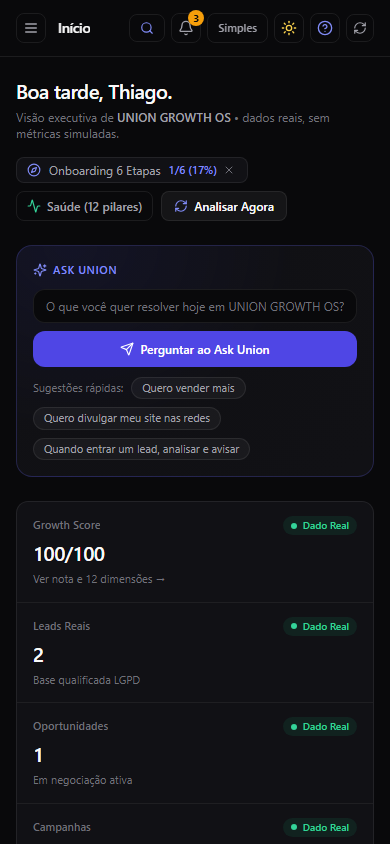 Início
3
Simples
Boa tarde, Thiago.
Visão executiva de UNION GROWTH OS • dados reais, sem
métricas simuladas.
Onboarding 6 Etapas 1/6 (17%)
Saúde (12 pilares)
Analisar Agora
ASK UNION
O que você quer resolver hoje em UNION GROWTH OS?
Perguntar ao Ask Union
Sugestões rápidas: Quero vender mais
Quero divulgar meu site nas redes
Quando entrar um lead, analisar e avisar
Growth Score
Dado Real
100/100
Ver nota e 12 dimensões →
Leads Reais
Dado Real
2
Base qualificada LGPD
Oportunidades
Dado Real
1
Em negociação ativa
Campanhas
Dado Real